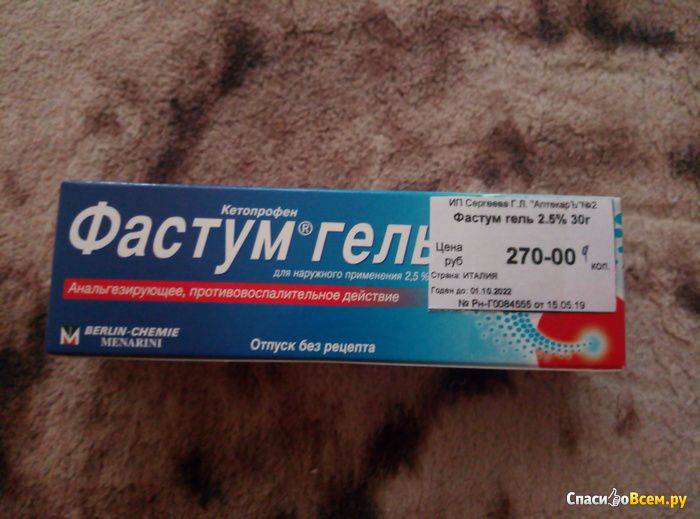 Кетопрофен
Фастум® гель
для наружного применения 2,5 %
Анальгезирующее, противовоспалительное действие
BERLIN-CHEMIE
MENARINI
Отпуск без рецепта
ИП Сергеева Г.Л. "АптекарЪ"№2
Фастум гель 2.5% 30г
Цена руб 270-00 коп.
Страна: ИТАЛИЯ
Годен до: 01.10.2022
№ Рн-Г0084555 от 15.05.19
СпасибоВсем.ру